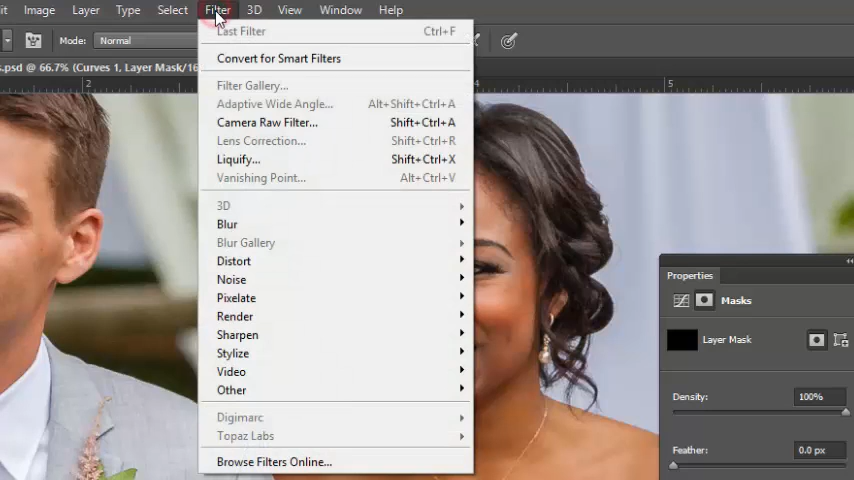 it Image Layer Type Select Filter 3D View Window Help
Mode: Normal
s.psd @ 66.7% (Curves 1, Layer Mask/16
2 4 5
Last Filter Ctrl+F
Convert for Smart Filters
Filter Gallery...
Adaptive Wide Angle... Alt+Shift+Ctrl+A
Camera Raw Filter... Shift+Ctrl+A
Lens Correction... Shift+Ctrl+R
Liquify... Shift+Ctrl+X
Vanishing Point... Alt+Ctrl+V
3D
Blur
Blur Gallery
Distort
Noise
Pixelate
Render
Sharpen
Stylize
Video
Other
Digimarc
Topaz Labs
Browse Filters Online...
Properties
Masks
Layer Mask
Density: 100%
Feather: 0.0 px